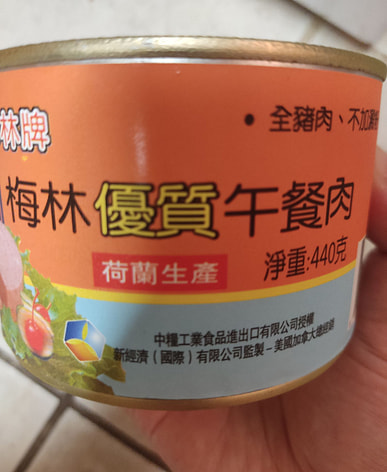 林牌
• 全豬肉、不加澱粉
梅林優質午餐肉
荷蘭生產
淨重:440克
中糧工業食品進出口有限公司授權
新經濟(國際)有限公司監製–美國加拿大總經銷